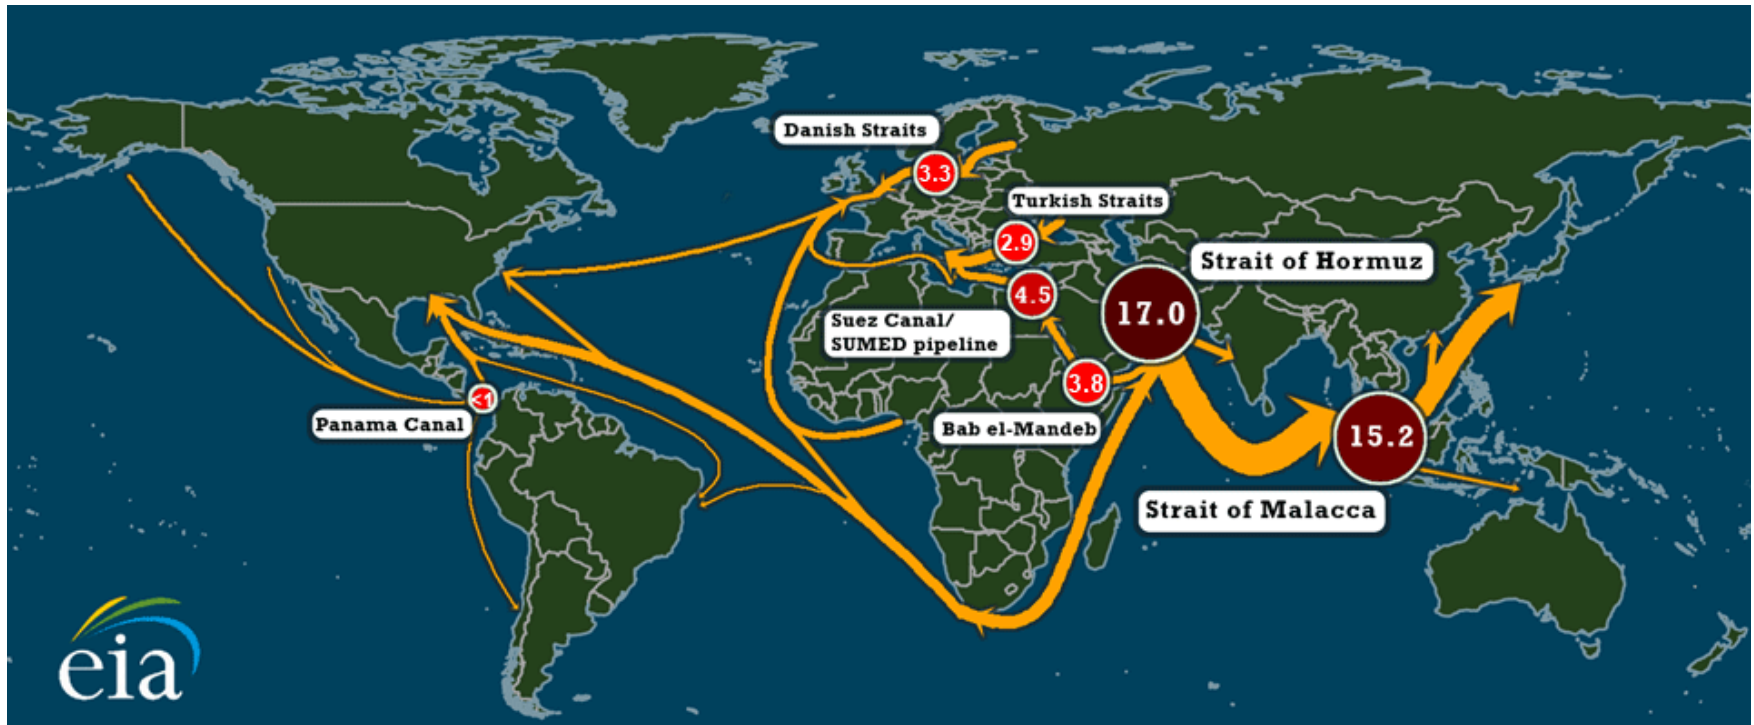 Danish Straits
3.3
Turkish Straits
2.9
Strait of Hormuz
17.0
4.5
Suez Canal/
SUMED pipeline
3.8
Bab el-Mandeb
<1
Panama Canal
15.2
Strait of Malacca
eia